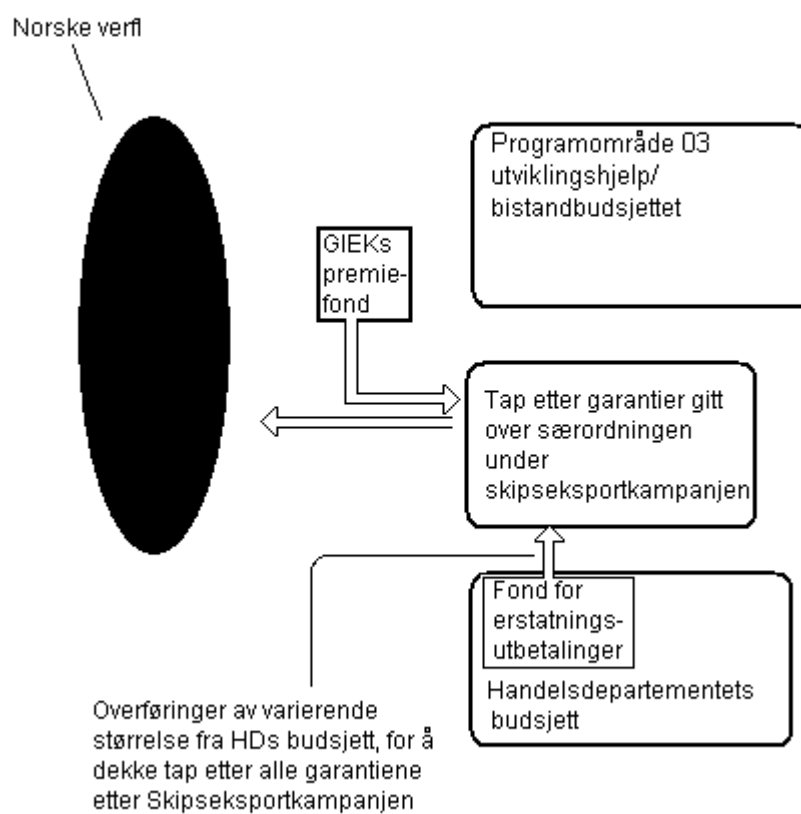 Norske verfl
Programområde 03
utviklingshjelp/
bistandbudsjettet
GIEKs
premie-
fond
Tap etter garantier gitt
over særordningen
under
skipseksportkampanjen
Fond for
erstatnings-
utbetalinger
Handelsdepartementets
budsjett
Overføringer av varierende
størrelse fra HDs budsjett, for å
dekke tap etter alle garantiene
etter Skipseksportkampanjen